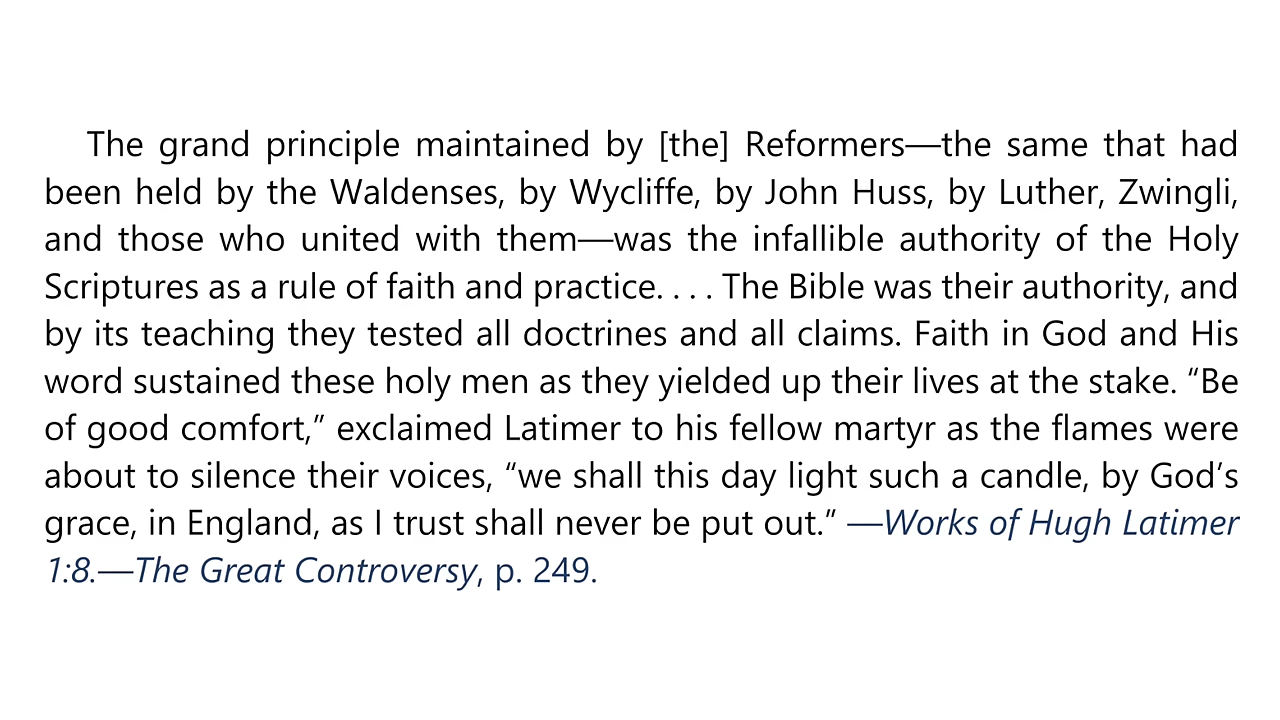 The grand principle maintained by [the] Reformers—the same that had
been held by the Waldenses, by Wycliffe, by John Huss, by Luther, Zwingli,
and those who united with them—was the infallible authority of the Holy
Scriptures as a rule of faith and practice. . . . The Bible was their authority, and
by its teaching they tested all doctrines and all claims. Faith in God and His
word sustained these holy men as they yielded up their lives at the stake. “Be
of good comfort,” exclaimed Latimer to his fellow martyr as the flames were
about to silence their voices, “we shall this day light such a candle, by God’s
grace, in England, as I trust shall never be put out.” —Works of Hugh Latimer
1:8.—The Great Controversy, p. 249.